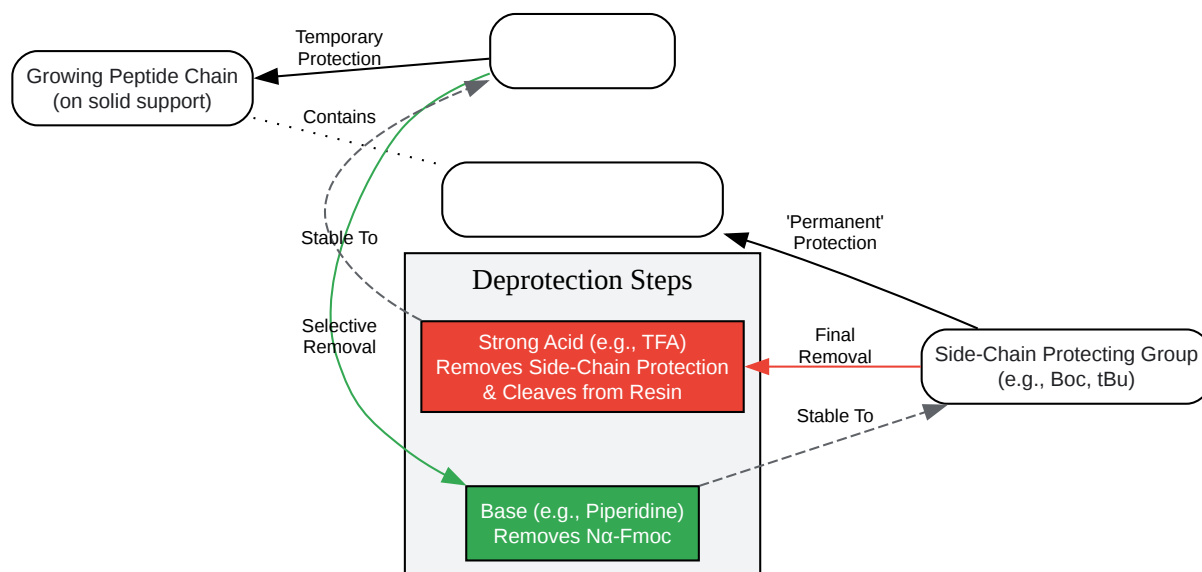 Temporary
Protection
Growing Peptide Chain
(on solid support)
Contains
'Permanent'
Protection
Stable To
Deprotection Steps
Selective
Removal
Strong Acid (e.g., TFA)
Removes Side-Chain Protection
& Cleaves from Resin
Final
Removal
Side-Chain Protecting Group
(e.g., Boc, tBu)
Stable To
Base (e.g., Piperidine)
Removes Nα-Fmoc